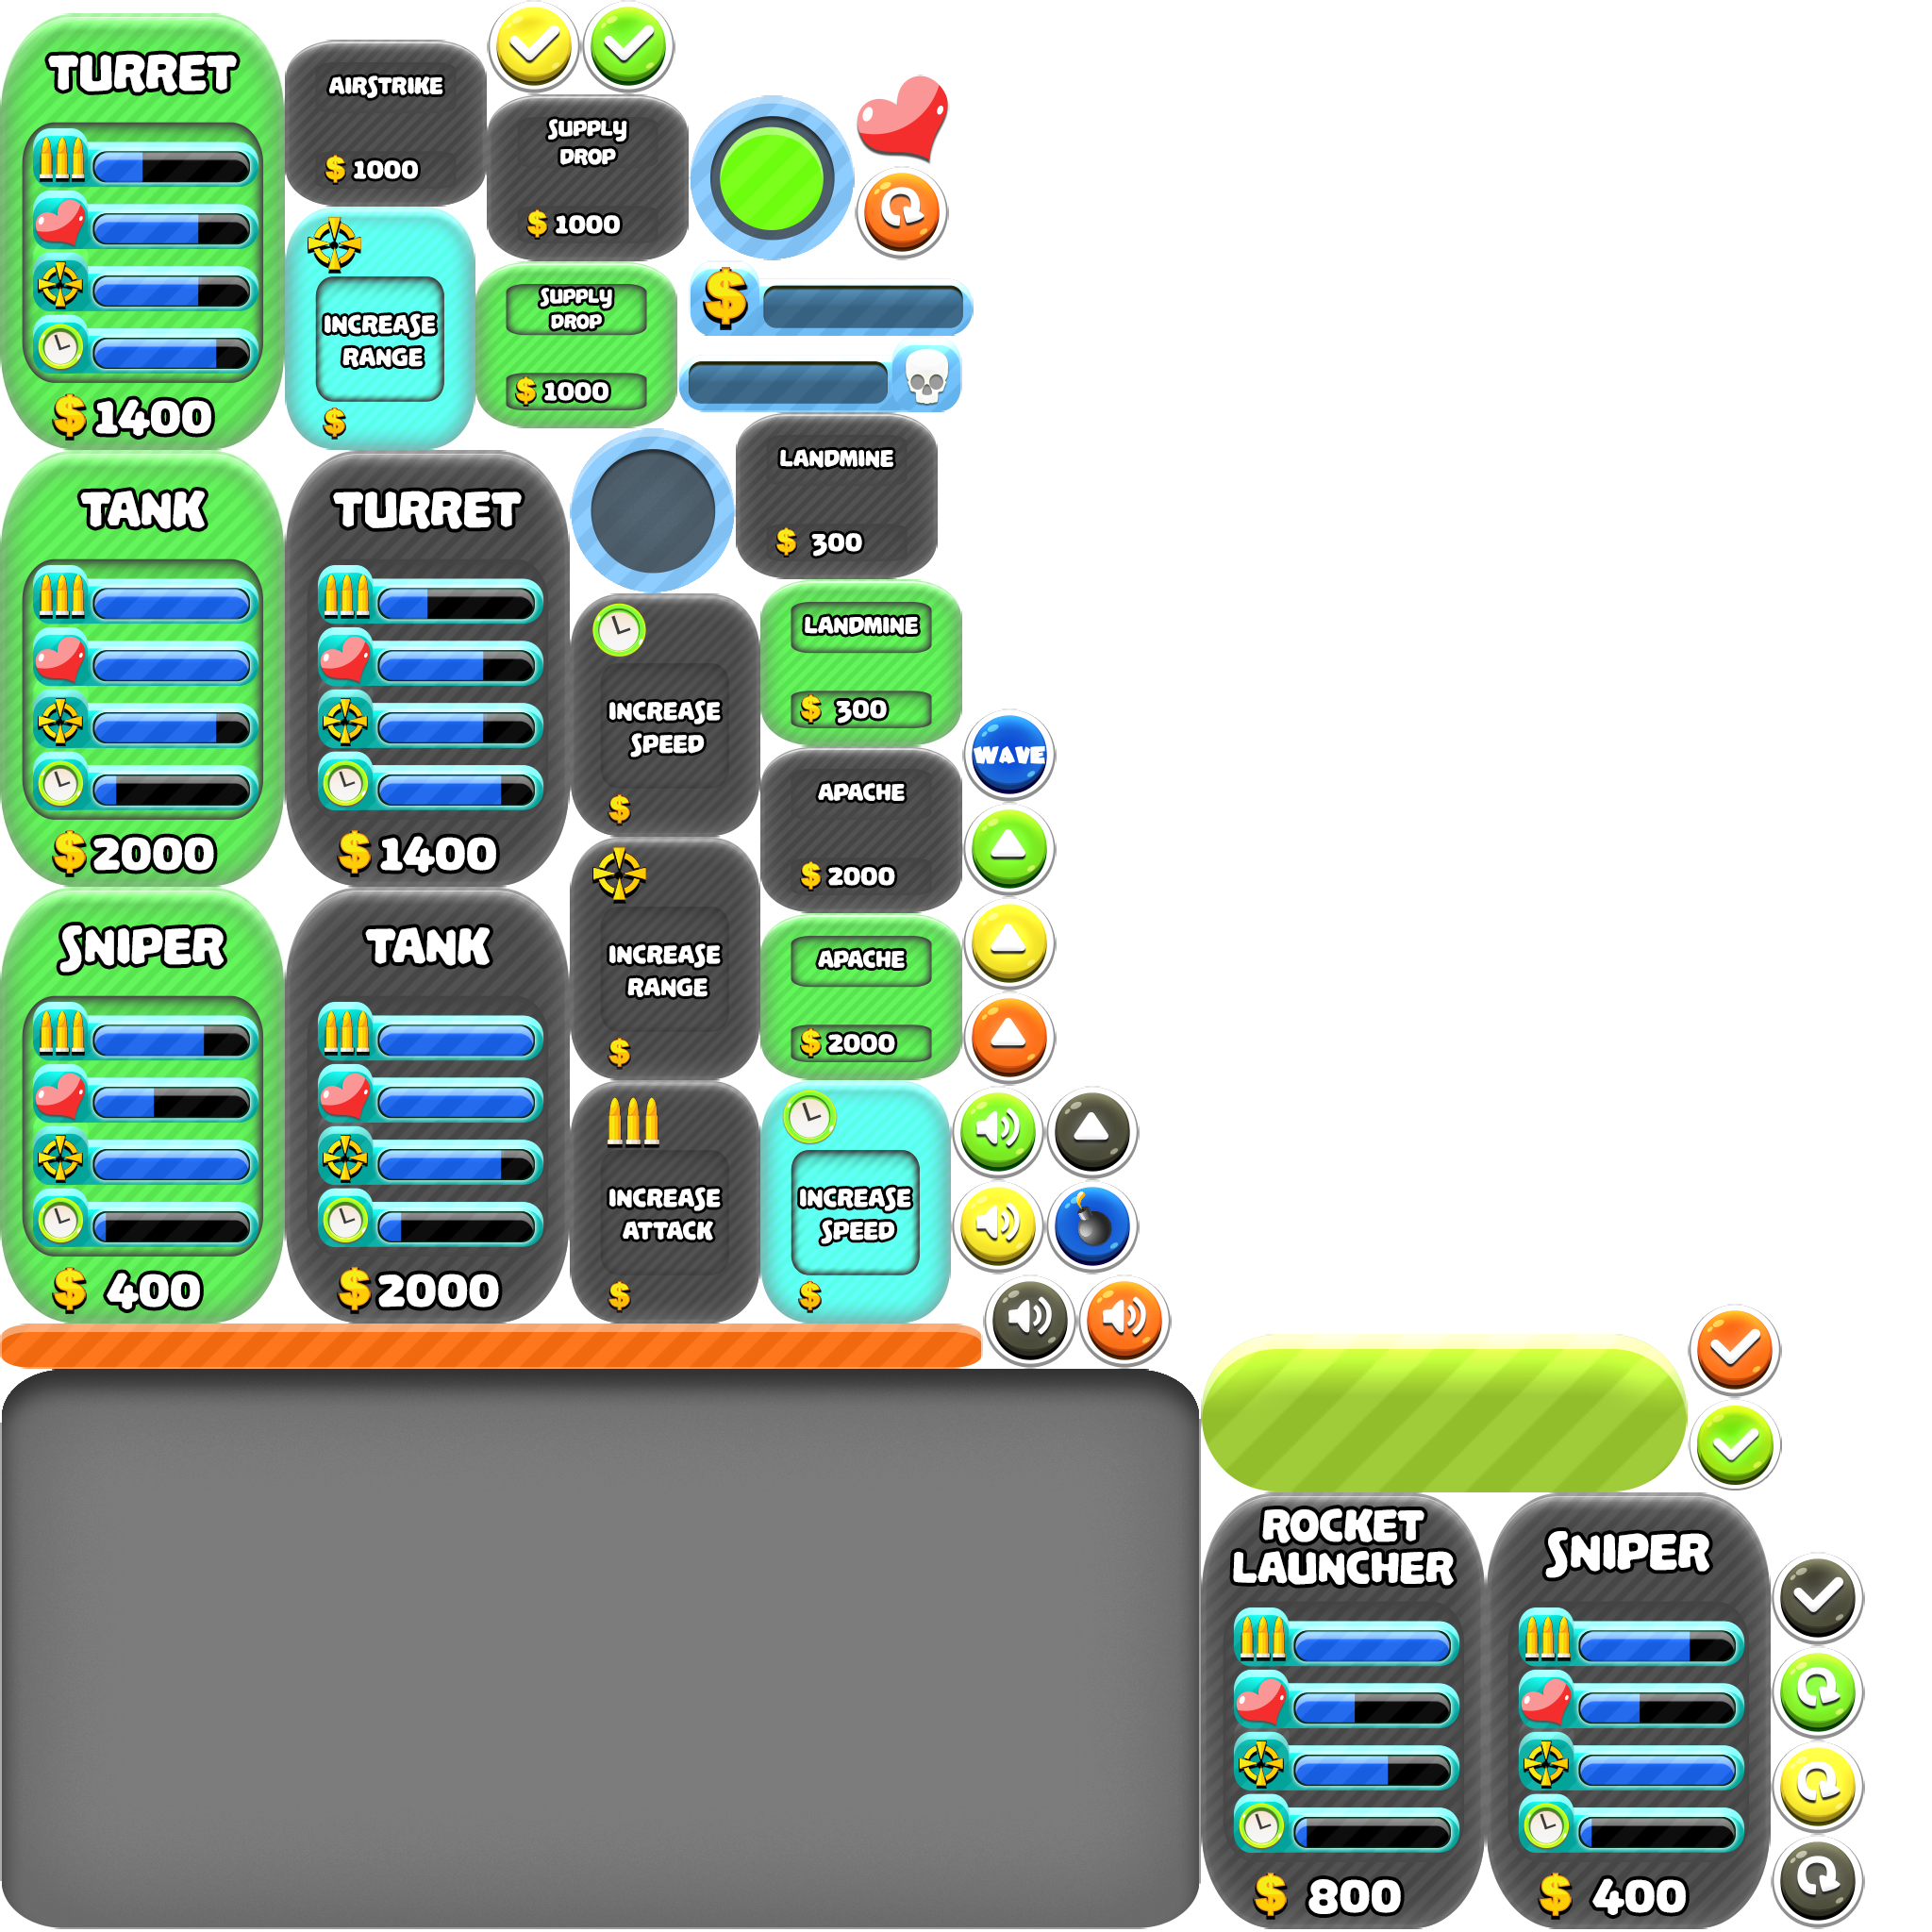 TURRET
$1400
AIRSTRIKE
$1000
SUPPLY
DROP
$1000
INCREASE
RANGE
$
SUPPLY
DROP
$1000
$
TANK
$2000
TURRET
$1400
LANDMINE
$300
INCREASE
SPEED
$
LANDMINE
$300
WAVE
APACHE
$2000
SNIPER
$400
TANK
$2000
INCREASE
RANGE
$
APACHE
$2000
INCREASE
ATTACK
$
INCREASE
SPEED
$
ROCKET
LAUNCHER
$800
SNIPER
$400